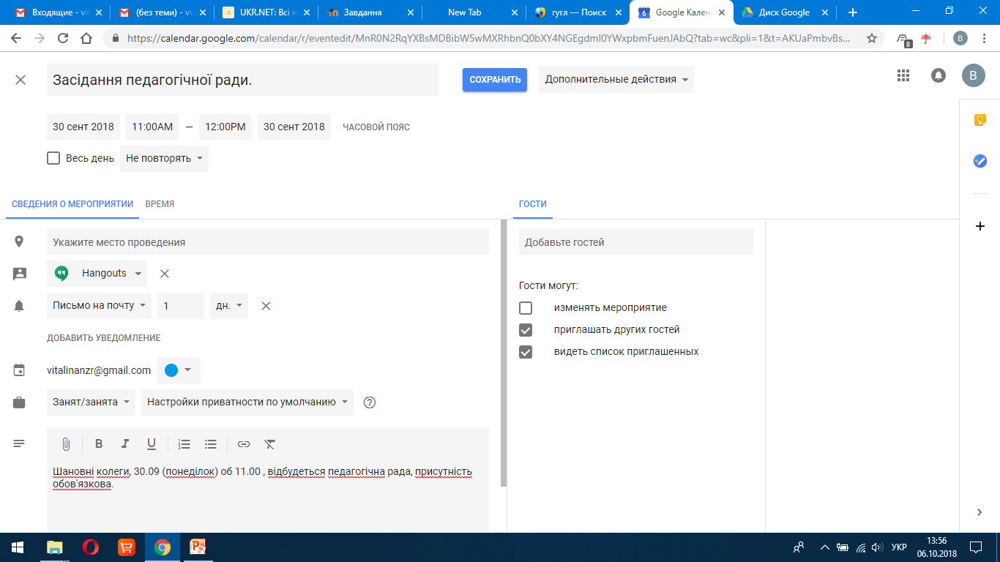 Входящие - vi
(без теми) - vv
UKR.NET: Всі н
Завдання
New Tab
гугл — Поиск
Google Кален
Диск Google
https://calendar.google.com/calendar/r/eventedit/MnR0N2RqYXBsMDBibW5wMXRhbnQ0bXY4NGEgdml0YWxpbmFuenJAbQ?tab=wc&pli=1&t=AKUaPmbvBs...
8
B
Засідання педагогічної ради.
СОХРАНИТЬ
Дополнительные действия
B
30 сент 2018 11:00AM — 12:00PM 30 сент 2018 ЧАСОВОЙ ПОЯС
Весь день Не повторять
СВЕДЕНИЯ О МЕРОПРИЯТИИ ВРЕМЯ
ГОСТИ
6
Укажите место проведения
Добавьте гостей
Hangouts
Гости могут:
Письмо на почту 1 дн.
изменять мероприятие
приглашать других гостей
ДОБАВИТЬ УВЕДОМЛЕНИЕ
видеть список приглашенных
vitalinanzr@gmail.com
Занят/занята Настройки приватности по умолчанию
B I U
Шановні колеги, 30.09 (понеділок) об 11.00 , відбудеться педагогічна рада, присутність
обов'язкова.
УКР
13:56
06.10.2018